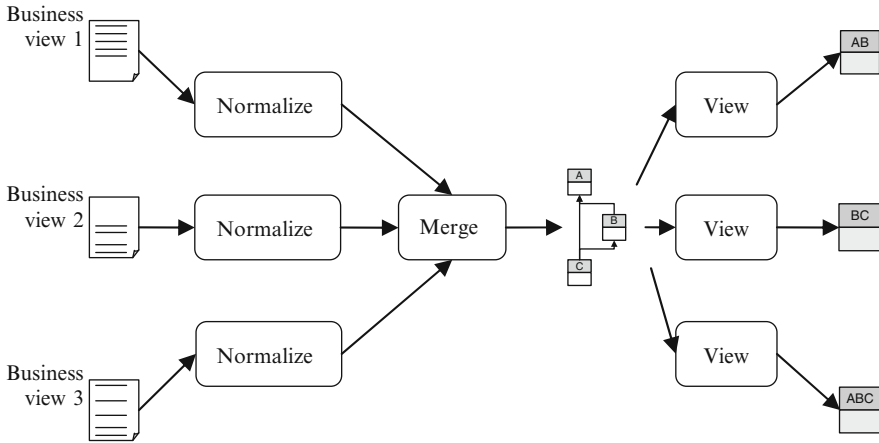 Business
view 1
Normalize
View
AB
Business
view 2
Normalize
Merge
A
B
C
View
BC
Business
view 3
Normalize
View
ABC